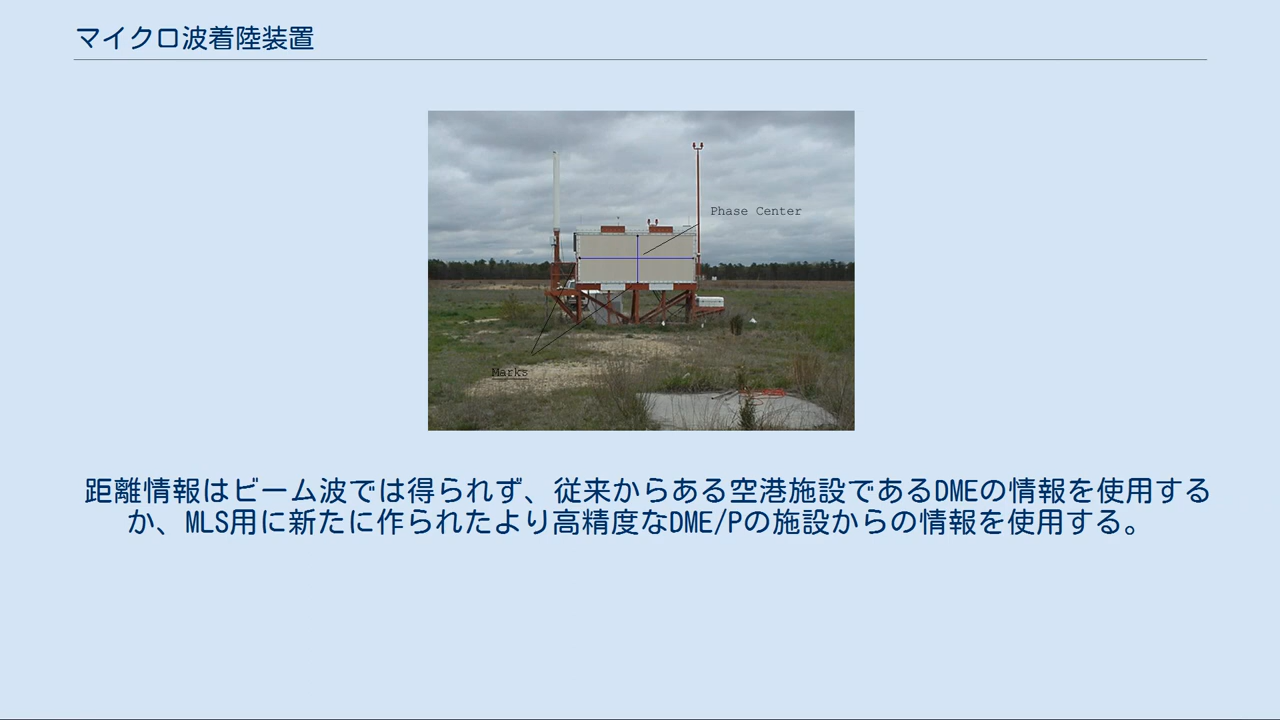 マイクロ波着陸装置
Phase Center
Marks
距離情報はビーム波では得られず、従来からある空港施設であるDMEの情報を使用する
か、MLS用に新たに作られたより高精度なDME/Pの施設からの情報を使用する。